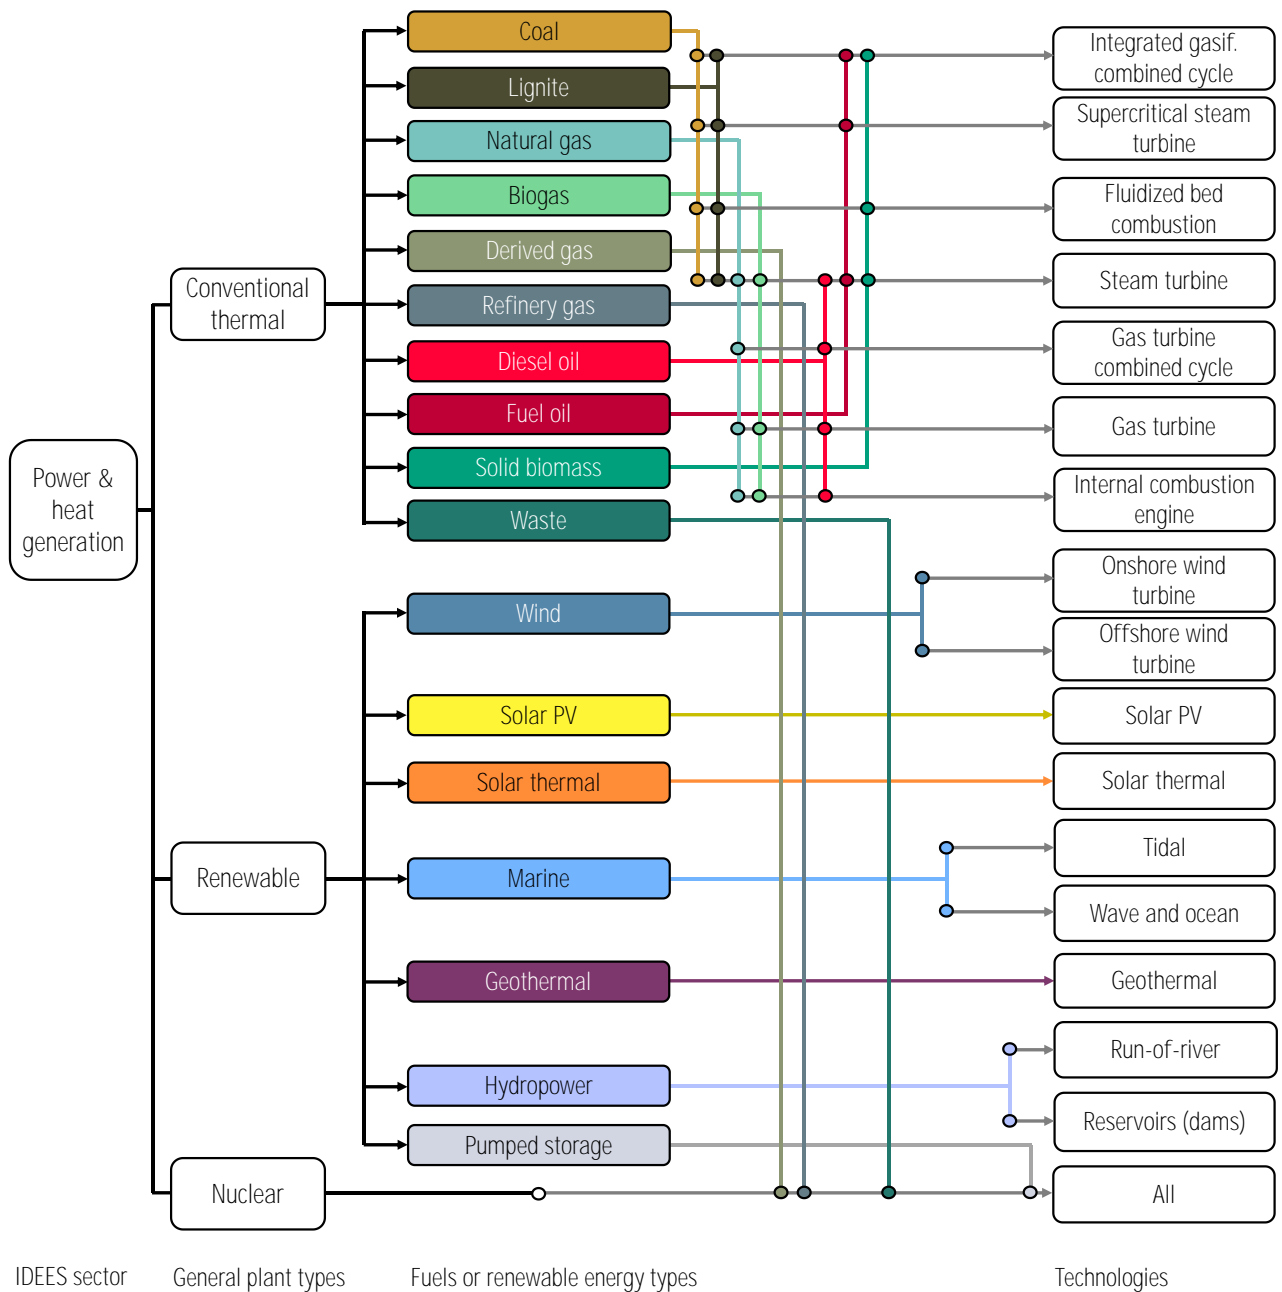 Power &
heat
generation
Conventional
thermal
Renewable
Nuclear
Coal
Lignite
Natural gas
Biogas
Derived gas
Refinery gas
Diesel oil
Fuel oil
Solid biomass
Waste
Wind
Solar PV
Solar thermal
Marine
Geothermal
Hydropower
Pumped storage
Integrated gasif.
combined cycle
Supercritical steam
turbine
Fluidized bed
combustion
Steam turbine
Gas turbine
combined cycle
Gas turbine
Internal combustion
engine
Onshore wind
turbine
Offshore wind
turbine
Solar PV
Solar thermal
Tidal
Wave and ocean
Geothermal
Run-of-river
Reservoirs (dams)
All
IDEES sector
General plant types
Fuels or renewable energy types
Technologies